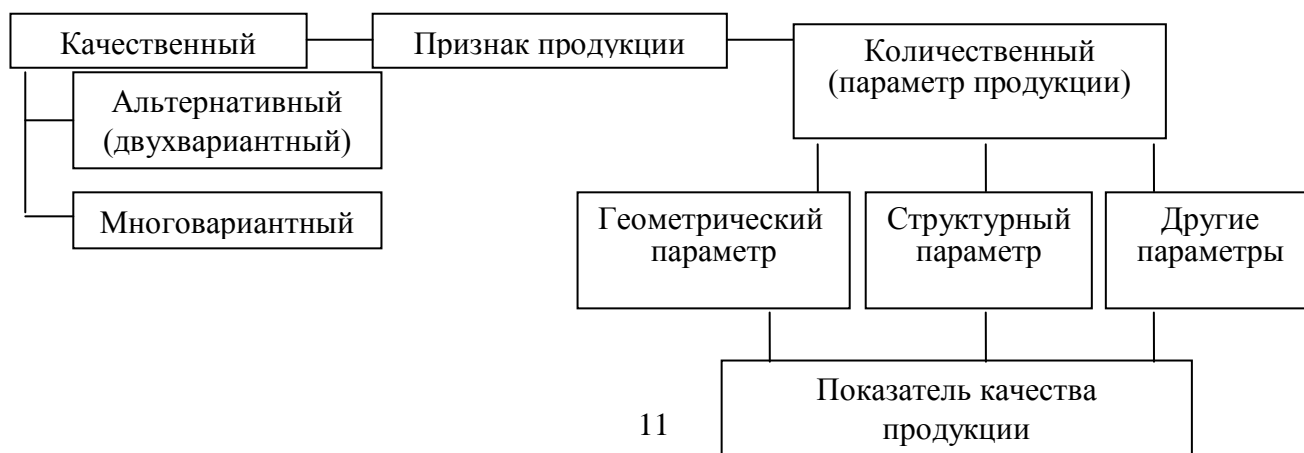 Качественный
Признак продукции
Количественный
(параметр продукции)
Альтернативный
(двухвариантный)
Многовариантный
Геометрический
параметр
Структурный
параметр
Другие
параметры
Показатель качества
продукции
11